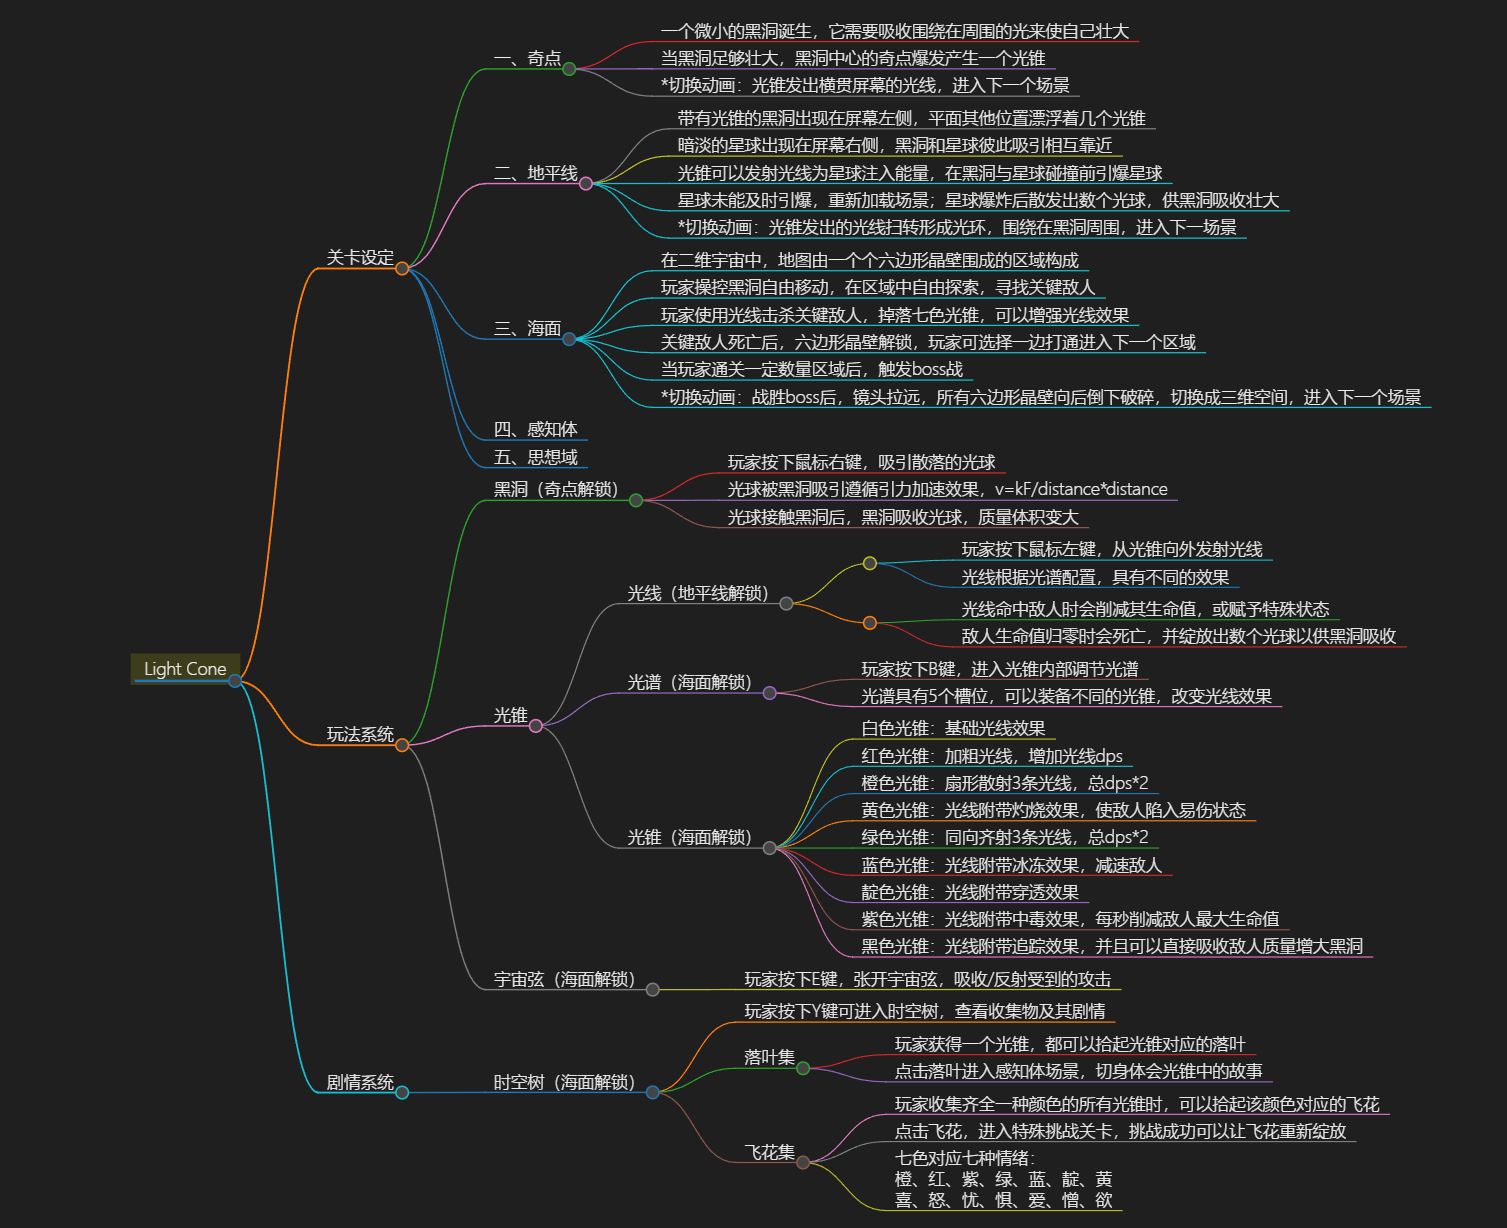 Light Cone
关卡设定
一、奇点
一个微小的黑洞诞生，它需要吸收围绕在周围的光来使自己壮大
当黑洞足够壮大，黑洞中心的奇点爆发产生一个光锥
*切换动画：光锥发出横贯屏幕的光线，进入下一个场景
二、地平线
带有光锥的黑洞出现在屏幕左侧，平面其他位置漂浮着几个光锥
暗淡的星球出现在屏幕右侧，黑洞和星球彼此吸引相互靠近
光锥可以发射光线为星球注入能量，在黑洞与星球碰撞前引爆星球
星球未能及时引爆，重新加载场景；星球爆炸后散发出数个光球，供黑洞吸收壮大
*切换动画：光锥发出的光线扫转形成光环，围绕在黑洞周围，进入下一场景
三、海面
在二维宇宙中，地图由一个个六边形晶壁围成的区域构成
玩家操控黑洞自由移动，在区域中自由探索，寻找关键敌人
玩家使用光线击杀关键敌人，掉落七色光锥，可以增强光线效果
关键敌人死亡后，六边形晶壁解锁，玩家可选择一边打通进入下一个区域
当玩家通关一定数量区域后，触发boss战
*切换动画：战胜boss后，镜头拉远，所有六边形晶壁向后倒下破碎，切换成三维空间，进入下一个场景
四、感知体
五、思想域
玩法系统
黑洞（奇点解锁）
玩家按下鼠标右键，吸引散落的光球
光球被黑洞吸引遵循引力加速效果，v=kF/distance*distance
光球接触黑洞后，黑洞吸收光球，质量体积变大
光锥
光线（地平线解锁）
玩家按下鼠标左键，从光锥向外发射光线
光线根据光谱配置，具有不同的效果
光线命中敌人时会削减其生命值，或赋予特殊状态
敌人生命值归零时会死亡，并绽放出数个光球以供黑洞吸收
光谱（海面解锁）
玩家按下B键，进入光锥内部调节光谱
光谱具有5个槽位，可以装备不同的光锥，改变光线效果
光锥（海面解锁）
白色光锥：基础光线效果
红色光锥：加粗光线，增加光线dps
橙色光锥：扇形散射3条光线，总dps*2
黄色光锥：光线附带灼烧效果，使敌人陷入易伤状态
绿色光锥：同向齐射3条光线，总dps*2
蓝色光锥：光线附带冰冻效果，减速敌人
靛色光锥：光线附带穿透效果
紫色光锥：光线附带中毒效果，每秒削减敌人最大生命值
黑色光锥：光线附带追踪效果，并且可以直接吸收敌人质量增大黑洞
宇宙弦（海面解锁）
玩家按下E键，张开宇宙弦，吸收/反射受到的攻击
剧情系统
时空树（海面解锁）
玩家按下Y键可进入时空树，查看收集物及其剧情
落叶集
玩家获得一个光锥，都可以拾起光锥对应的落叶
点击落叶进入感知体场景，切身体会光锥中的故事
飞花集
玩家收集齐全一种颜色的所有光锥时，可以拾起该颜色对应的飞花
点击飞花，进入特殊挑战关卡，挑战成功可以让飞花重新绽放
七色对应七种情绪：
橙、红、紫、绿、蓝、靛、黄
喜、怒、忧、惧、爱、憎、欲